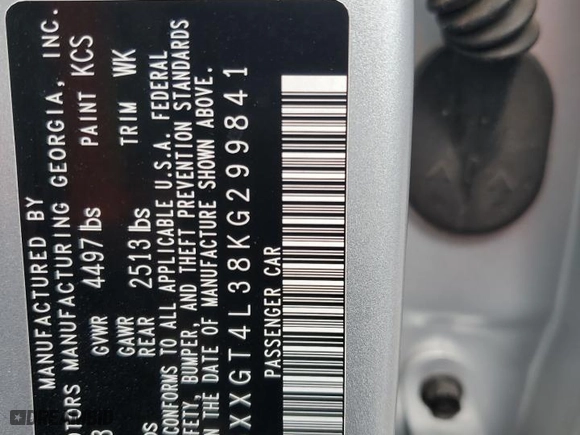 MANUFACTURED BY
OTORS MANUFACTURING GEORGIA, INC.
GVWR 4497 lbs PAINT KCS
GAWR
REAR 2513 lbs TRIM WK
CONFORMS TO ALL APPLICABLE U.S.A. FEDERAL
FETY, BUMPER, AND THEFT PREVENTION STANDARDS
N THE DATE OF MANUFACTURE SHOWN ABOVE.
XXGT4L38KG299841
PASSENGER CAR